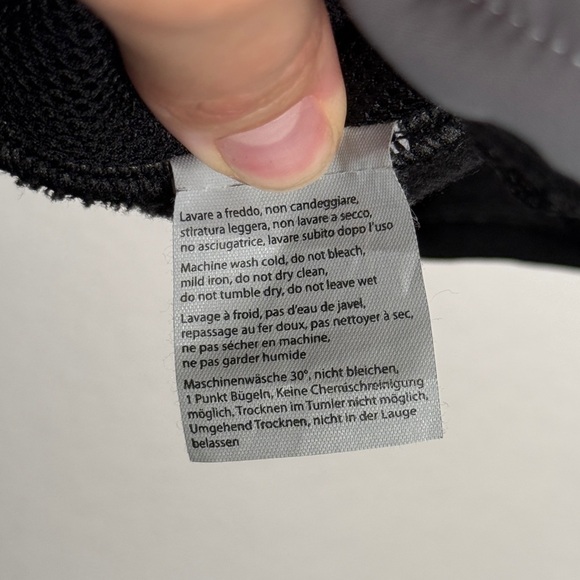 Lavare a freddo, non candeggiare,
stiratura leggera, non lavare a secco,
no asciugatrice, lavare subito dopo l'uso
Machine wash cold, do not bleach,
mild iron, do not dry clean,
do not tumble dry, do not leave wet
Lavage à froid, pas d'eau de javel,
repassage au fer doux, pas nettoyer à sec,
ne pas sécher en machine,
ne pas garder humide
Maschinenwäsche 30°, nicht bleichen,
1 Punkt Bügeln, Keine Chemischreinigung
möglich, Trocknen im Tumler nicht möglich,
Umgehend Trocknen, nicht in der Lauge
belassen